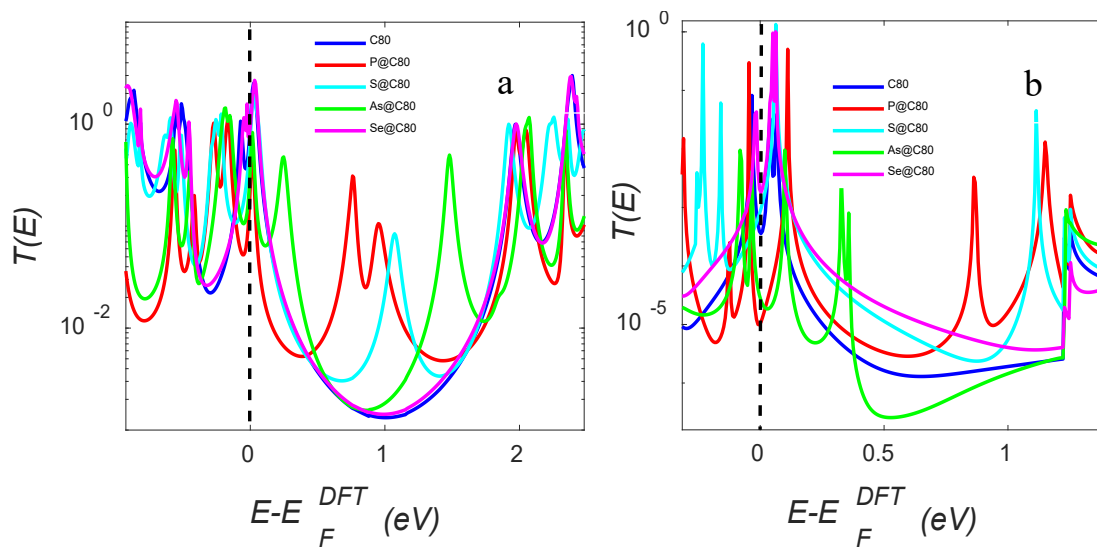 a
C80
P@C80
S@C80
As@C80
Se@C80
T(E)
10 0
10 -2
0
1
2
E-E F DFT (eV)
b
C80
P@C80
S@C80
As@C80
Se@C80
T(E)
10 0
10 -5
0
0.5
1
E-E F DFT (eV)